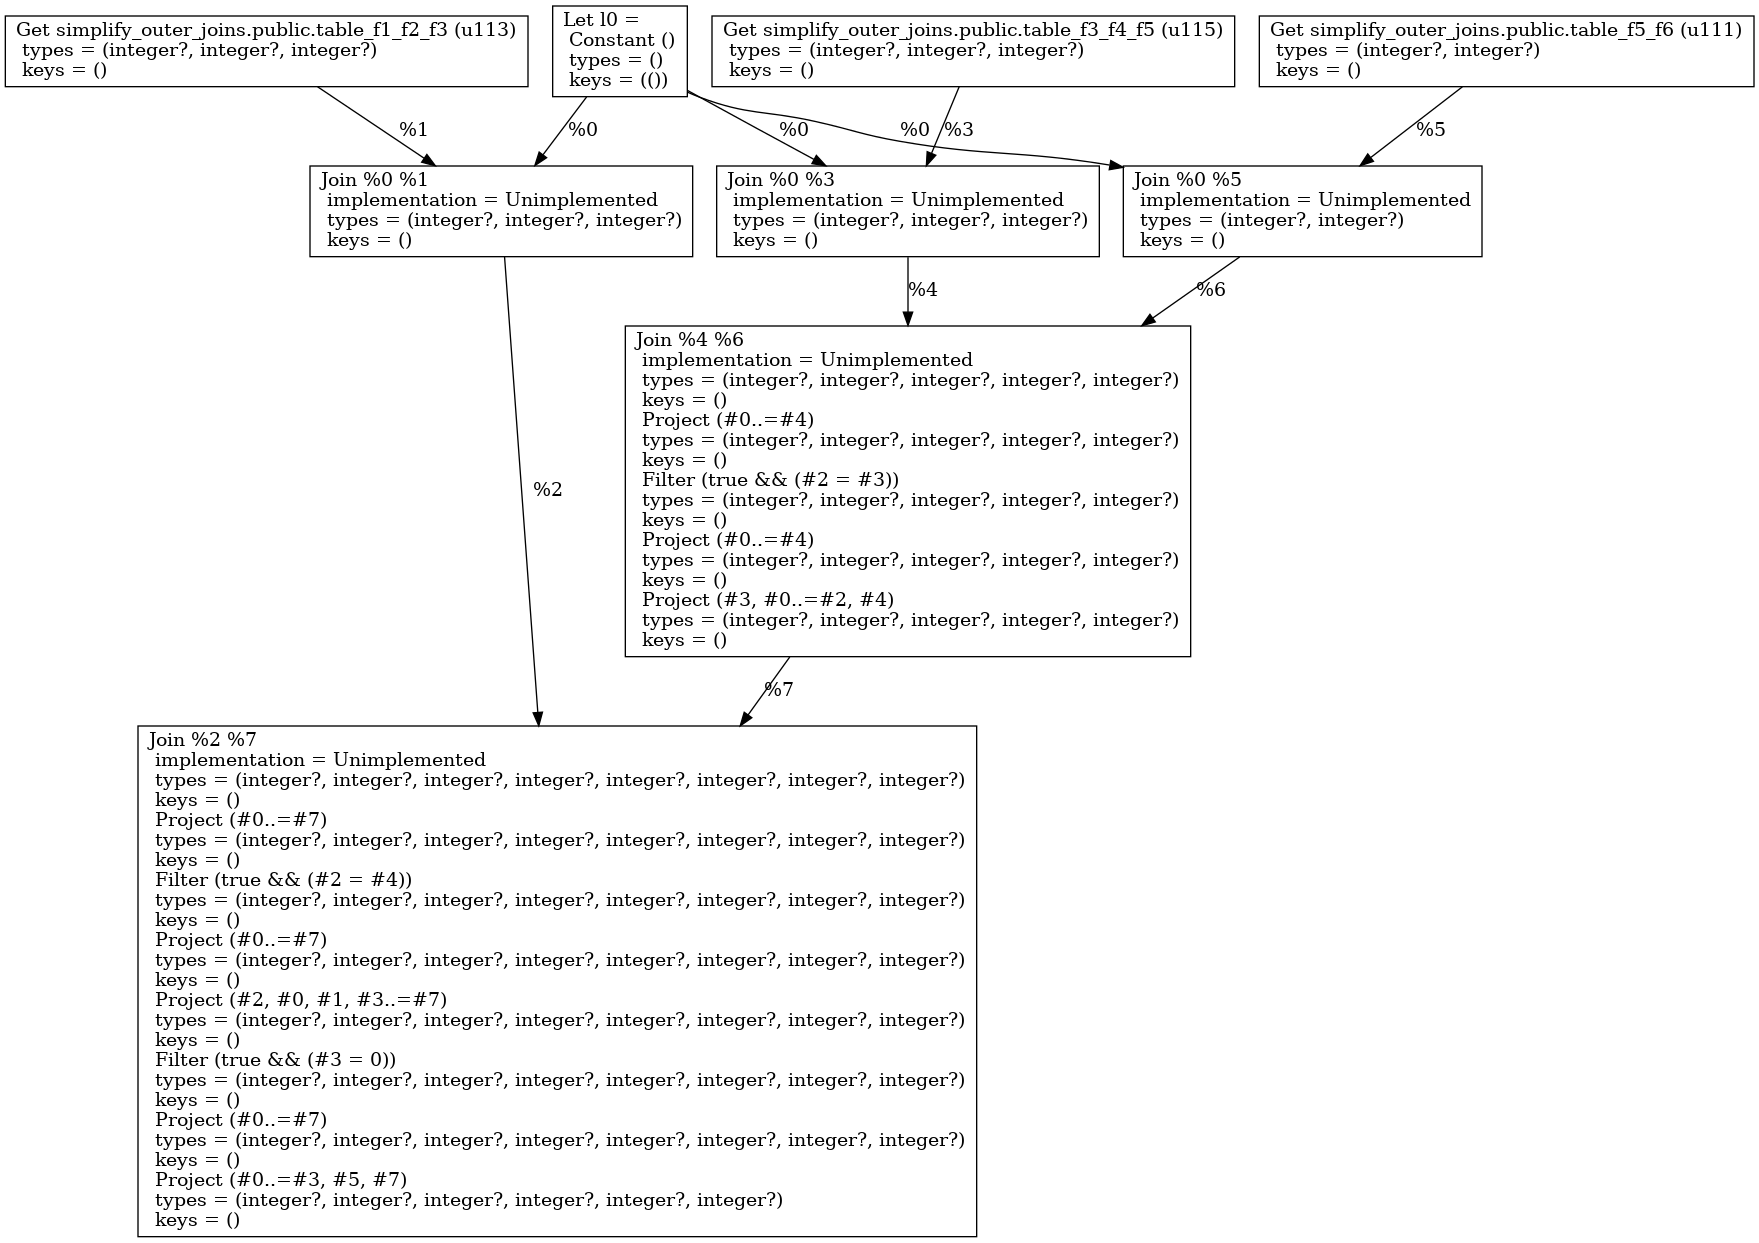 Get simplify_outer_joins.public.table_f1_f2_f3 (u113)
types = (integer?, integer?, integer?)
keys = ()
Let l0 =
Constant ()
types = ()
keys = (())
Get simplify_outer_joins.public.table_f3_f4_f5 (u115)
types = (integer?, integer?, integer?)
keys = ()
Get simplify_outer_joins.public.table_f5_f6 (u111)
types = (integer?, integer?)
keys = ()
%1
%0
%0
%0
%3
%5
Join %0 %1
implementation = Unimplemented
types = (integer?, integer?, integer?)
keys = ()
Join %0 %3
implementation = Unimplemented
types = (integer?, integer?, integer?)
keys = ()
Join %0 %5
implementation = Unimplemented
types = (integer?, integer?)
keys = ()
%4
%6
Join %4 %6
implementation = Unimplemented
types = (integer?, integer?, integer?, integer?, integer?)
keys = ()
Project (#0..=#4)
types = (integer?, integer?, integer?, integer?, integer?)
keys = ()
Filter (true && (#2 = #3))
types = (integer?, integer?, integer?, integer?, integer?)
keys = ()
Project (#0..=#4)
types = (integer?, integer?, integer?, integer?, integer?)
keys = ()
Project (#3, #0..=#2, #4)
types = (integer?, integer?, integer?, integer?, integer?)
keys = ()
%2
%7
Join %2 %7
implementation = Unimplemented
types = (integer?, integer?, integer?, integer?, integer?, integer?, integer?, integer?)
keys = ()
Project (#0..=#7)
types = (integer?, integer?, integer?, integer?, integer?, integer?, integer?, integer?)
keys = ()
Filter (true && (#2 = #4))
types = (integer?, integer?, integer?, integer?, integer?, integer?, integer?, integer?)
keys = ()
Project (#0..=#7)
types = (integer?, integer?, integer?, integer?, integer?, integer?, integer?, integer?)
keys = ()
Project (#2, #0, #1, #3..=#7)
types = (integer?, integer?, integer?, integer?, integer?, integer?, integer?, integer?)
keys = ()
Filter (true && (#3 = 0))
types = (integer?, integer?, integer?, integer?, integer?, integer?, integer?, integer?)
keys = ()
Project (#0..=#7)
types = (integer?, integer?, integer?, integer?, integer?, integer?, integer?, integer?)
keys = ()
Project (#0..=#3, #5, #7)
types = (integer?, integer?, integer?, integer?, integer?, integer?)
keys = ()